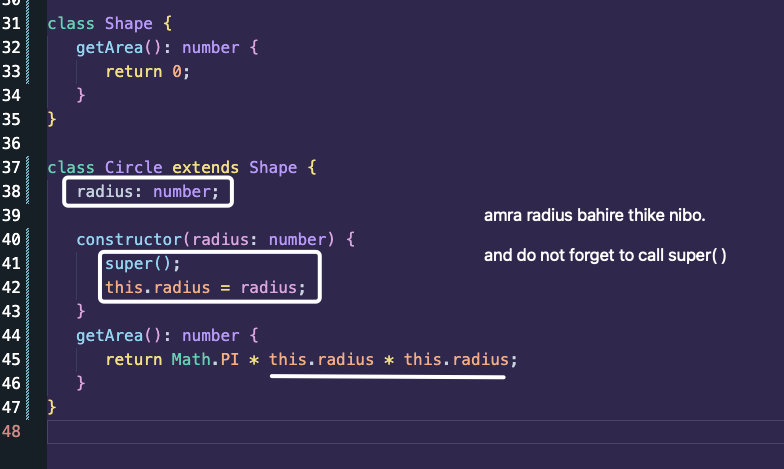 30
31 class Shape {
32 getArea(): number {
33 return 0;
34 }
35 }
36
37 class Circle extends Shape {
38 radius: number;
39
amra radius bahire thike nibo.
40 constructor(radius: number) {
and do not forget to call super( )
41 super();
42 this.radius = radius;
43 }
44 getArea(): number {
45 return Math.PI * this.radius * this.radius;
46 }
47 }
48